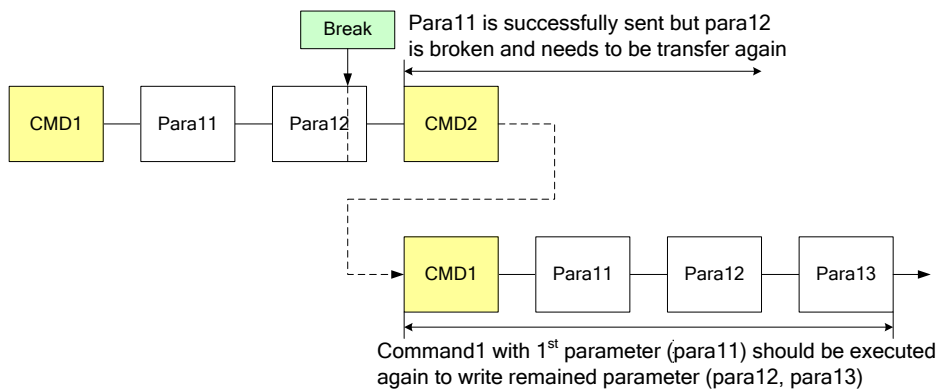 Break
Para11 is successfully sent but para12
is broken and needs to be transfer again
CMD1
Para11
Para12
CMD2
CMD1
Para11
Para12
Para13
Command1 with 1st parameter (para11) should be executed
again to write remained parameter (para12, para13)